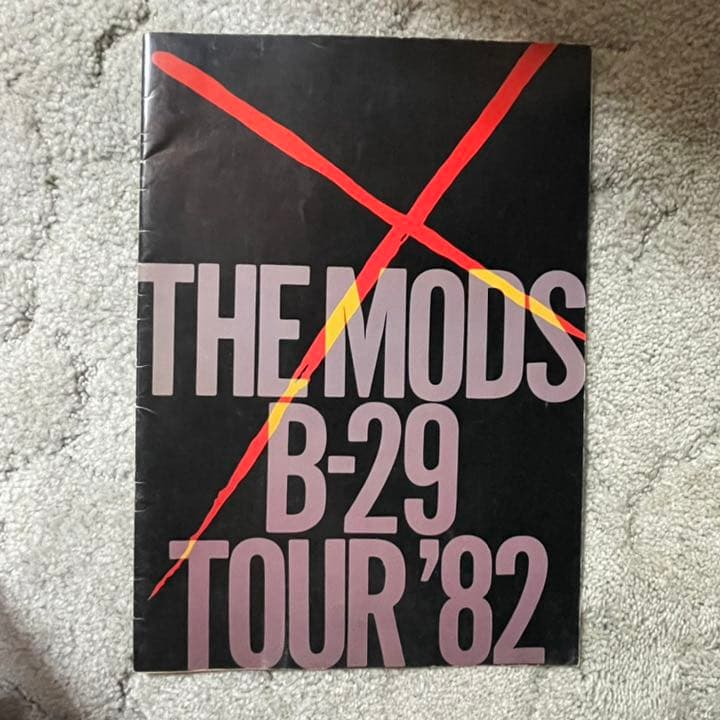 THE MODS
B-29
TOUR '82